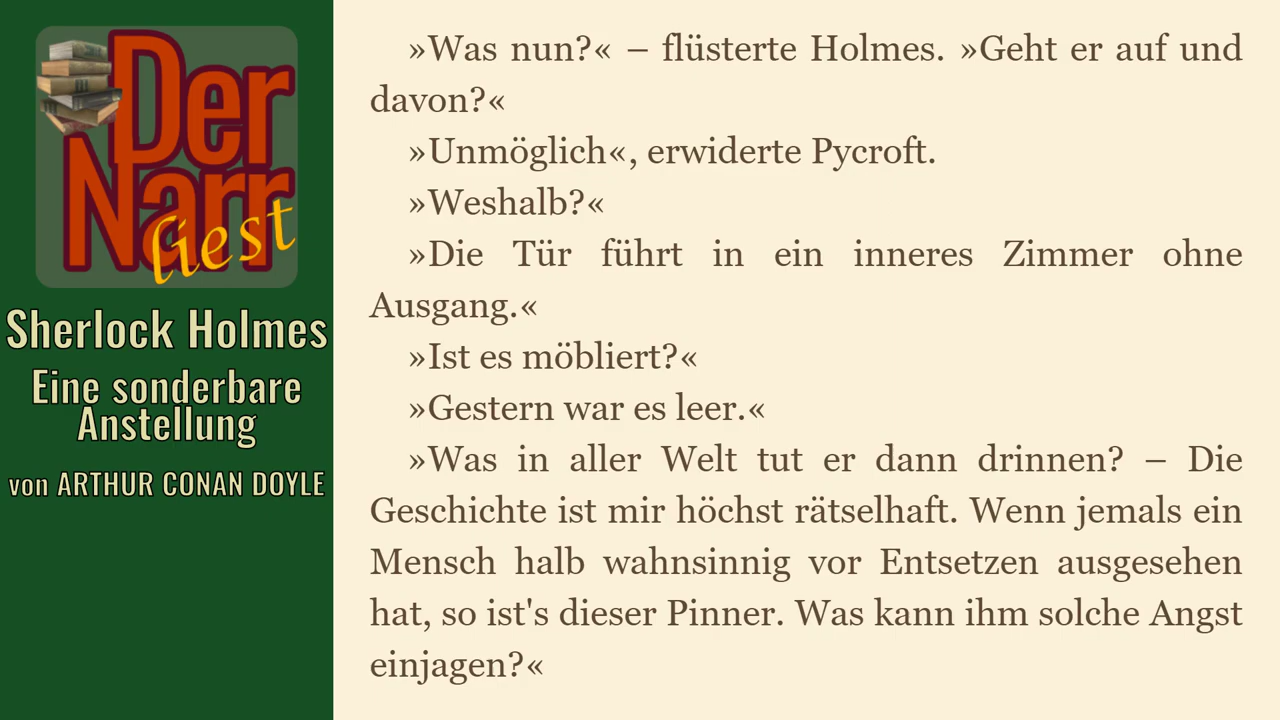 Der
Narr
liest
Sherlock Holmes
Eine sonderbare
Anstellung
von ARTHUR CONAN DOYLE
»Was nun?« – flüsterte Holmes. »Geht er auf und
davon?«
»Unmöglich«, erwiderte Pycroft.
»Weshalb?«
»Die Tür führt in ein inneres Zimmer ohne
Ausgang.«
»Ist es möbliert?«
»Gestern war es leer.«
»Was in aller Welt tut er dann drinnen? – Die
Geschichte ist mir höchst rätselhaft. Wenn jemals ein
Mensch halb wahnsinnig vor Entsetzen ausgesehen
hat, so ist's dieser Pinner. Was kann ihm solche Angst
einjagen?«